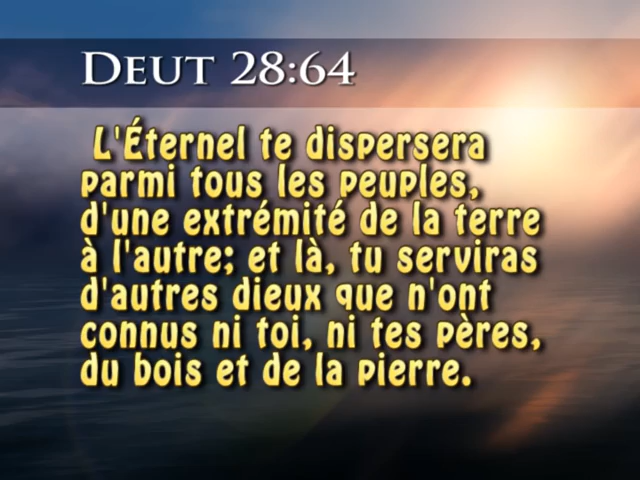 DEUT 28:64
L'Éternel te dispersera
parmi tous les peuples,
d'une extrémité de la terre
à l'autre; et là, tu serviras
d'autres dieux que n'ont
connus ni toi, ni tes pères,
du bois et de la pierre.